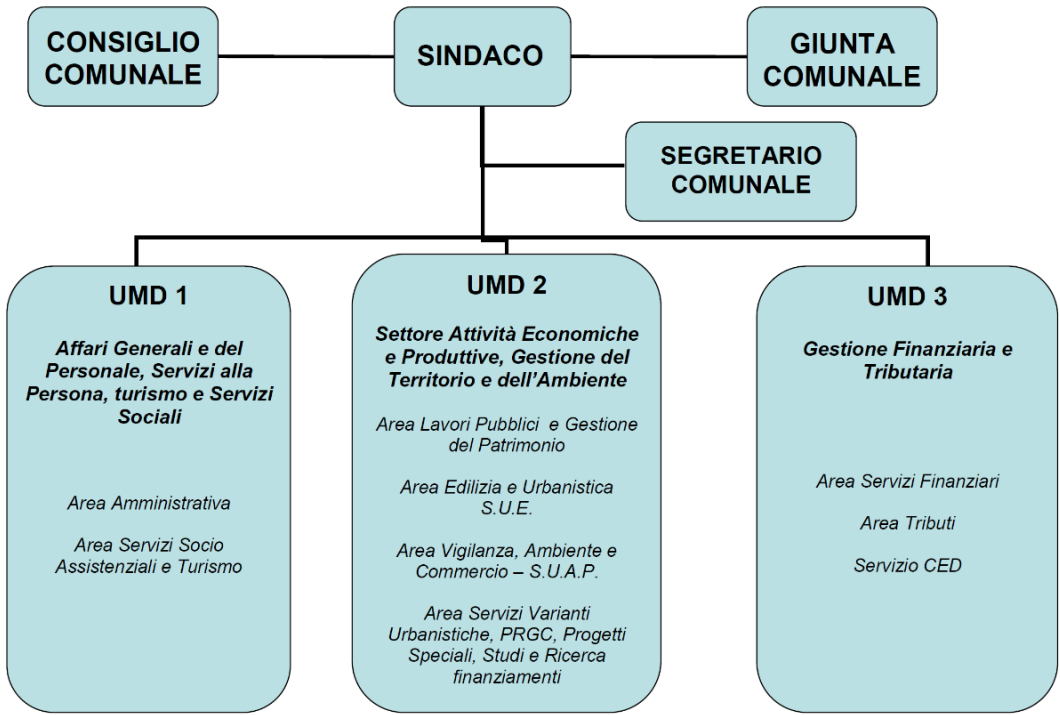 CONSIGLIO
COMUNALE
SINDACO
GIUNTA
COMUNALE
SEGRETARIO
COMUNALE
UMD 1
Affari Generali e del
Personale, Servizi alla
Persona, turismo e Servizi
Sociali
Area Amministrativa
Area Servizi Socio
Assistenziali e Turismo
UMD 2
Settore Attività Economiche
e Produttive, Gestione del
Territorio e dell'Ambiente
Area Lavori Pubblici e Gestione
del Patrimonio
Area Edilizia e Urbanistica
S.U.E.
Area Vigilanza, Ambiente e
Commercio – S.U.A.P.
Area Servizi Varianti
Urbanistiche, PRGC, Progetti
Speciali, Studi e Ricerca
finanziamenti
UMD 3
Gestione Finanziaria e
Tributaria
Area Servizi Finanziari
Area Tributi
Servizio CED